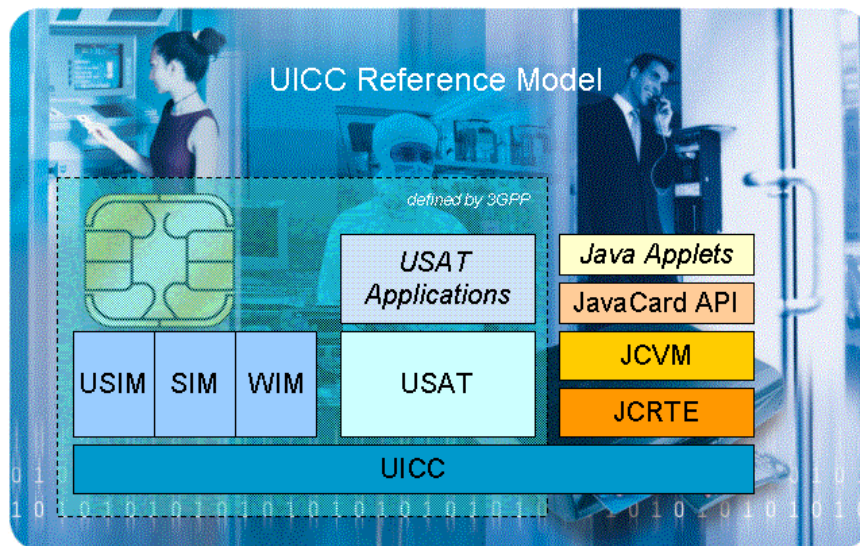 UICC Reference Model
defined by 3GPP
USAT
Applications
Java Applets
JavaCard API
USIM
SIM
WIM
USAT
JCVM
JCRTE
UICC